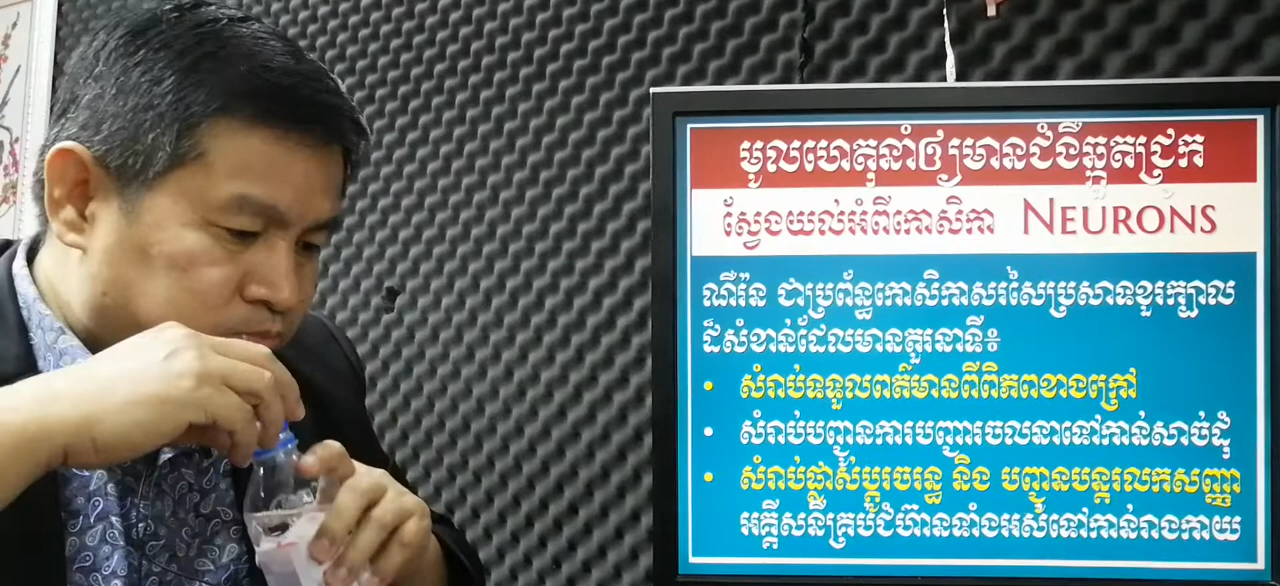 មូលហេតុនាំឲ្យមានជំងឺឆ្កួតជ្រូក
ស្វែងយល់អំពីកោសិកា NEURONS
ណឺរ៉ន ជាប្រព័ន្ធកោសិកាសរសៃប្រសាទខួរក្បាល
ដ៏សំខាន់ដែលមានតួរនាទី៖
• សំរាប់ទទួលពត៌មានពីពិភពខាងក្រៅ
• សំរាប់បញ្ជូនការបញ្ជារចលនាទៅកាន់សាច់ដុំ
• សំរាប់ផ្លាស់ប្តូរចរន្ធ និង បញ្ជូនបន្តរលកសញ្ញា
អគ្គីសនីគ្រប់ជំហ៊ានទាំងអស់ទៅកាន់រាងកាយ